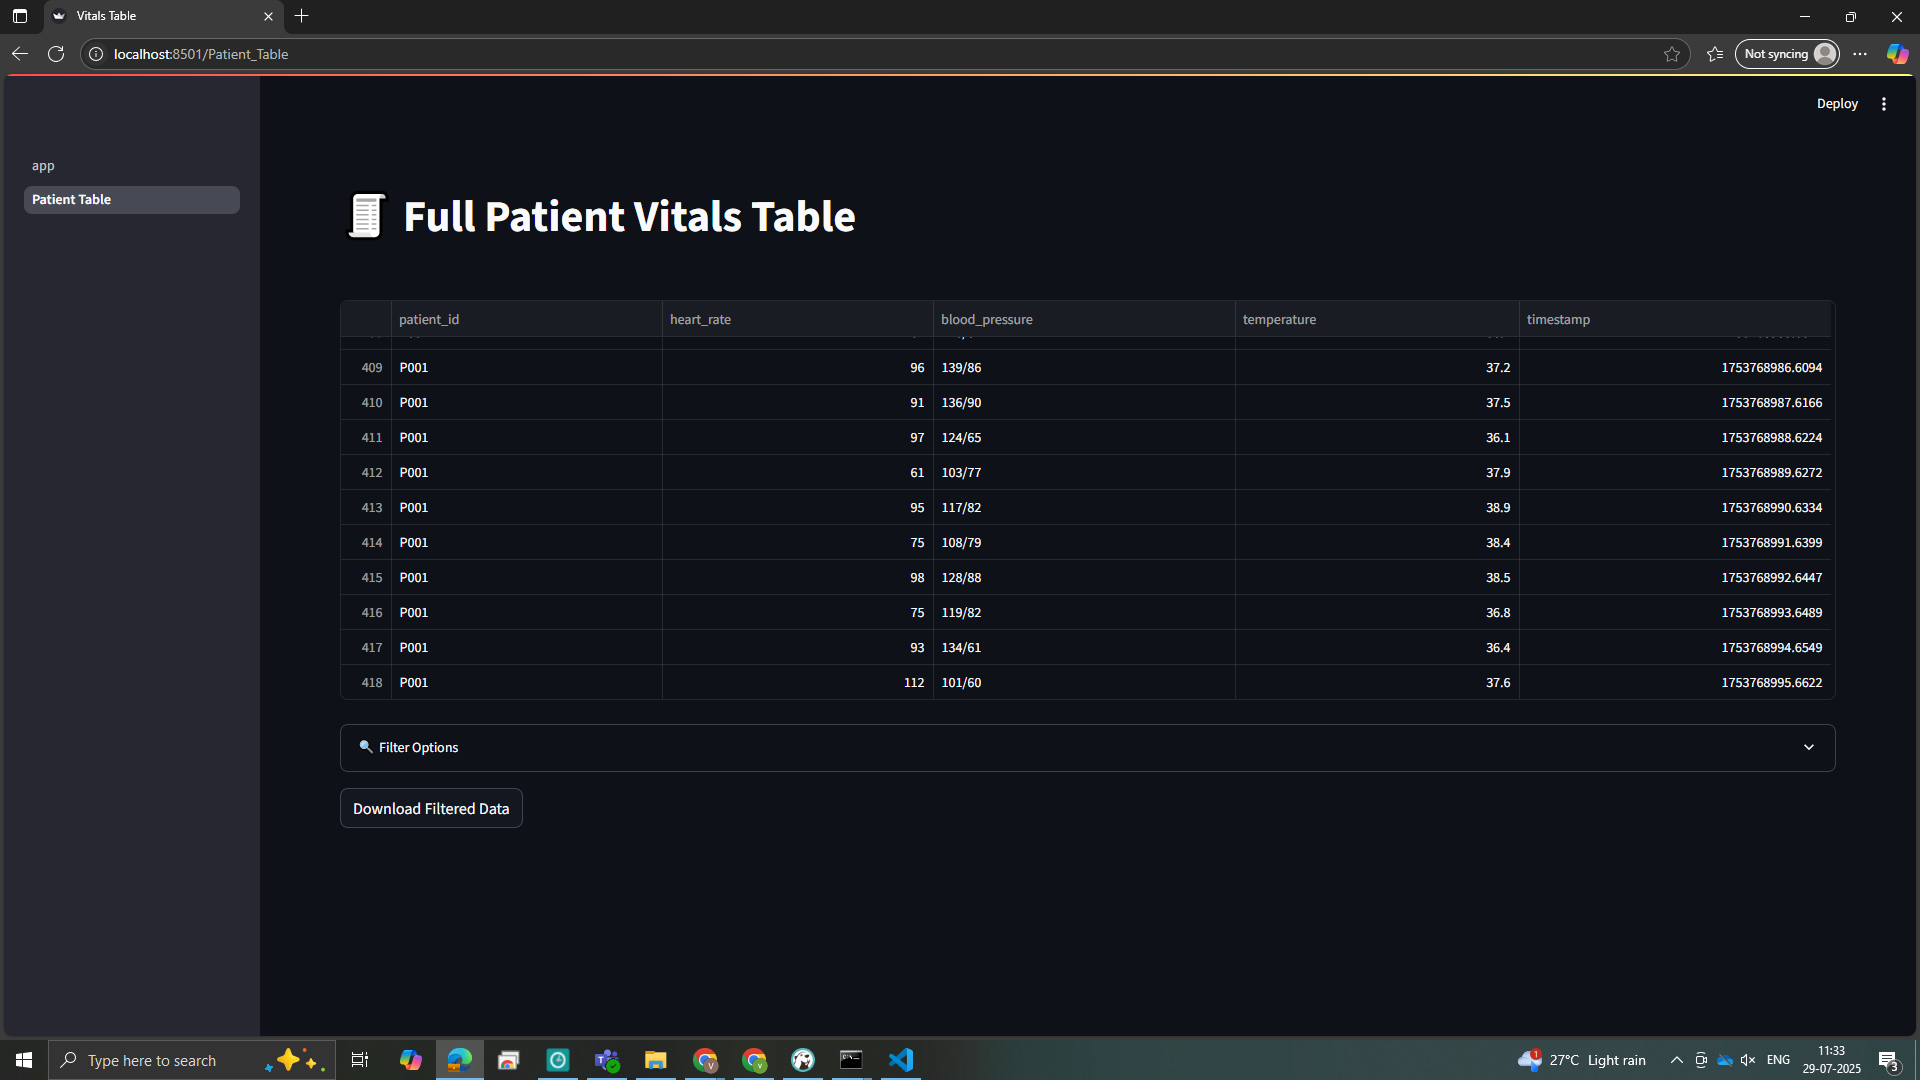 Vitals Table
localhost:8501/Patient_Table
Not syncing
Deploy
app
Patient Table
Full Patient Vitals Table
patient_id heart_rate blood_pressure temperature timestamp
409 P001 96 139/86 37.2 1753768986.6094
410 P001 91 136/90 37.5 1753768987.6166
411 P001 97 124/65 36.1 1753768988.6224
412 P001 61 103/77 37.9 1753768989.6272
413 P001 95 117/82 38.9 1753768990.6334
414 P001 75 108/79 38.4 1753768991.6399
415 P001 98 128/88 38.5 1753768992.6447
416 P001 75 119/82 36.8 1753768993.6489
417 P001 93 134/61 36.4 1753768994.6549
418 P001 112 101/60 37.6 1753768995.6622
Filter Options
Download Filtered Data
Type here to search
1
27°C Light rain
ENG
11:33
29-07-2025
3